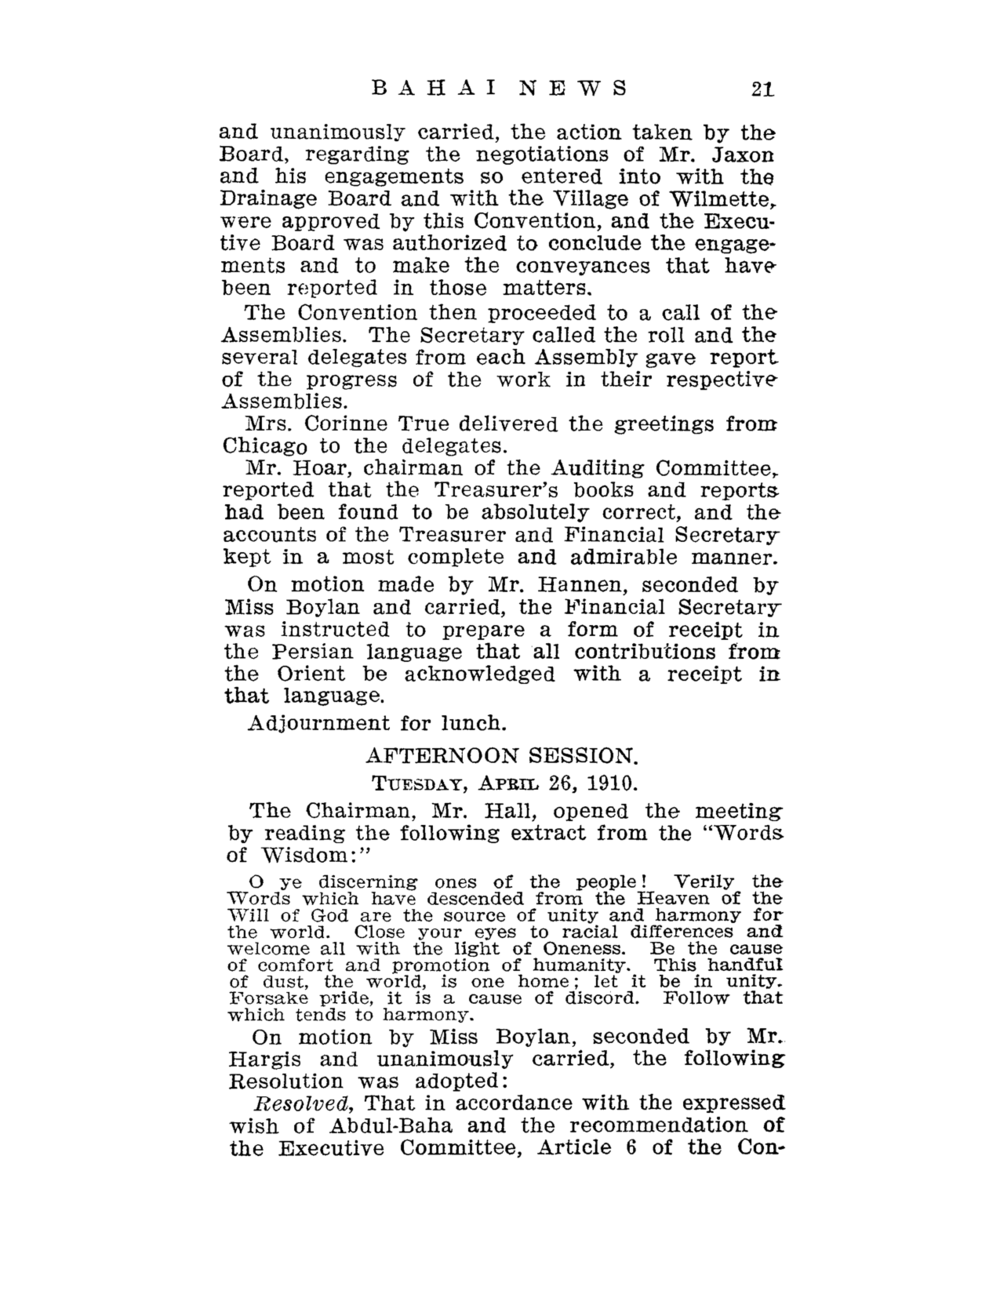 BAHAI NEWS 21
and unanimously carried, the action taken by the
Board, regarding the negotiations of Mr. Jaxon
and his engagements so entered into with the
Drainage Board and with the Village of Wilmette,
were approved by this Convention, and the Execu-
tive Board was authorized to conclude the engage-
ments and to make the conveyances that have
been reported in those matters.
The Convention then proceeded to a call of the
Assemblies. The Secretary called the roll and the
several delegates from each Assembly gave report
of the progress of the work in their respective
Assemblies.
Mrs. Corinne True delivered the greetings from
Chicago to the delegates.
Mr. Hoar, chairman of the Auditing Committee,
reported that the Treasurer's books and reports
had been found to be absolutely correct, and the
accounts of the Treasurer and Financial Secretary
kept in a most complete and admirable manner.
On motion made by Mr. Hannen, seconded by
Miss Boylan and carried, the Financial Secretary
was instructed to prepare a form of receipt in
the Persian language that all contributions from
the Orient be acknowledged with a receipt in
that language.
Adjournment for lunch.
AFTERNOON SESSION.
TUESDAY, APRIL 26, 1910.
The Chairman, Mr. Hall, opened the meeting
by reading the following extract from the “Words
of Wisdom:”
O ye discerning ones of the people! Verily the
Words which have descended from the Heaven of the
Will of God are the source of unity and harmony for
the world. Close your eyes to racial differences and
welcome all with the light of Oneness. Be the cause
of comfort and promotion of humanity. This handful
of dust, the world, is one home; let it be in unity.
Forsake pride, it is a cause of discord. Follow that
which tends to harmony.
On motion by Miss Boylan, seconded by Mr.
Hargis and unanimously carried, the following
Resolution was adopted:
Resolved, That in accordance with the expressed
wish of Abdul-Baha and the recommendation of
the Executive Committee, Article 6 of the Con-